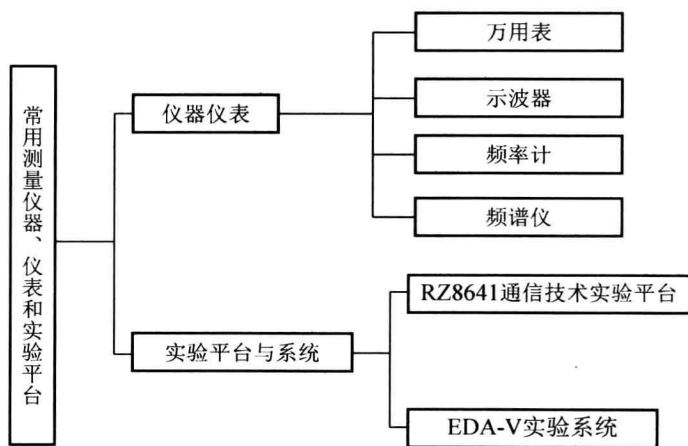 常用测量仪器、仪表和实验平台
仪器仪表
万用表
示波器
频率计
频谱仪
实验平台与系统
RZ8641通信技术实验平台
EDA-V实验系统